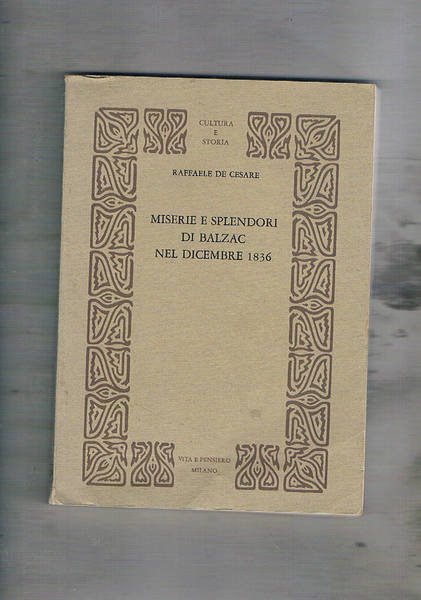 CULTURA
E
STORIA
RAFFAELE DE CESARE
MISERIE E SPLENDORI
DI BALZAC
NEL DICEMBRE 1836
VITA E PENSIERO
MILANO